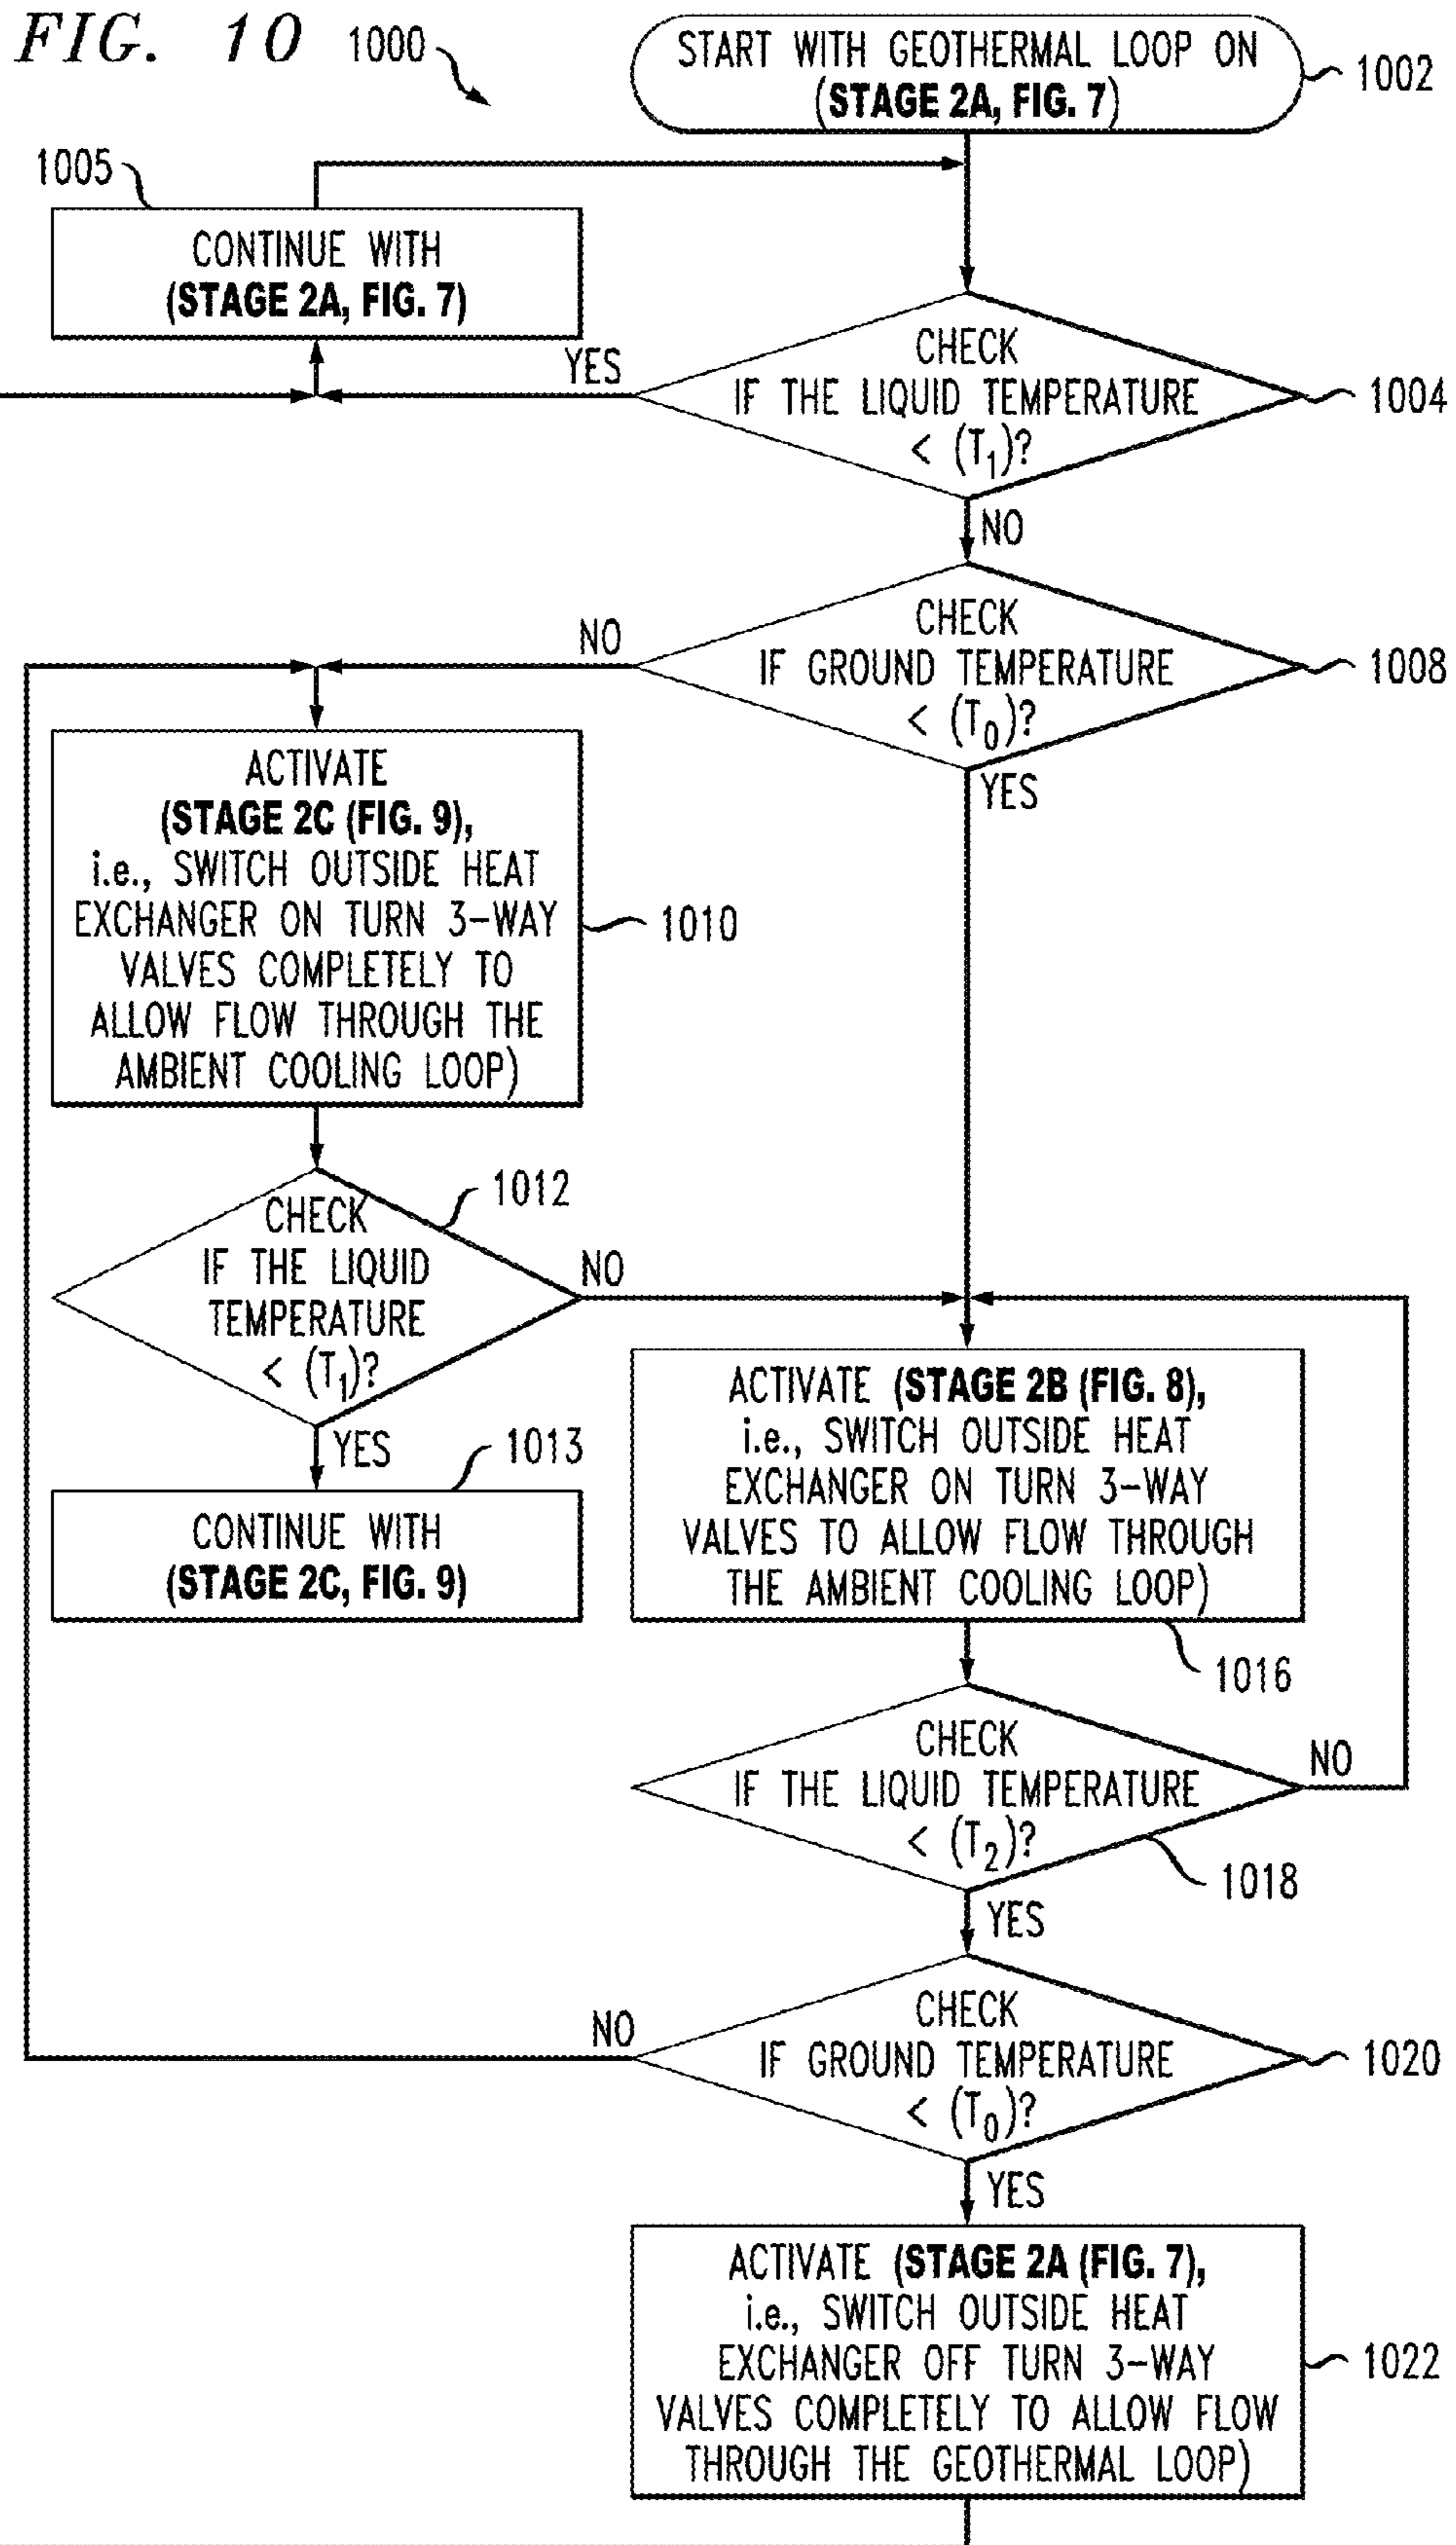 FIG. 10
1000
START WITH GEOTHERMAL LOOP ON
(STAGE 2A, FIG. 7)
1002
1005
CONTINUE WITH
(STAGE 2A, FIG. 7)
YES
CHECK
IF THE LIQUID TEMPERATURE
< (T1)?
1004
NO
CHECK
IF GROUND TEMPERATURE
< (T0)?
1008
NO
YES
ACTIVATE
(STAGE 2C (FIG. 9),
i.e., SWITCH OUTSIDE HEAT
EXCHANGER ON TURN 3-WAY
VALVES COMPLETELY TO
ALLOW FLOW THROUGH THE
AMBIENT COOLING LOOP)
1010
CHECK
IF THE LIQUID
TEMPERATURE
< (T1)?
1012
NO
YES
1013
CONTINUE WITH
(STAGE 2C, FIG. 9)
ACTIVATE (STAGE 2B (FIG. 8),
i.e., SWITCH OUTSIDE HEAT
EXCHANGER ON TURN 3-WAY
VALVES TO ALLOW FLOW THROUGH
THE AMBIENT COOLING LOOP)
1016
CHECK
IF THE LIQUID TEMPERATURE
< (T2)?
NO
1018
YES
CHECK
IF GROUND TEMPERATURE
< (T0)?
NO
1020
YES
ACTIVATE (STAGE 2A (FIG. 7),
i.e., SWITCH OUTSIDE HEAT
EXCHANGER OFF TURN 3-WAY
VALVES COMPLETELY TO ALLOW FLOW
THROUGH THE GEOTHERMAL LOOP)
1022